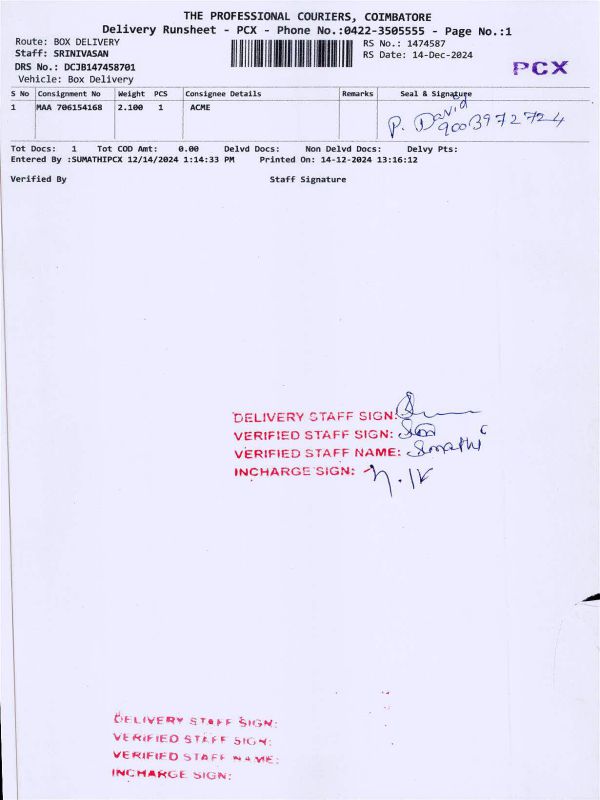 THE PROFESSIONAL COURIERS, COIMBATORE
Delivery Runsheet - PCX - Phone No.:0422-3505555 - Page No.:1
Route: BOX DELIVERY
RS No.: 1474587
Staff: SRINIVASAN
RS Date: 14-Dec-2024
PCX
DRS No.: DCJB147458701
Vehicle: Box Delivery
S No Consignment No Weight PCS Consignee Details Remarks Seal & Signature
1 MAA 706154168 2.100 1 ACME
P. David
9003972724
Tot Docs: 1 Tot COD Amt: 0.00 Delvd Docs: Non Delvd Docs: Delvy Pts:
Entered By :SUMATHIPCX 12/14/2024 1:14:33 PM Printed On: 14-12-2024 13:16:12
Verified By Staff Signature
DELIVERY STAFF SIGN:
VERIFIED STAFF SIGN:
VERIFIED STAFF NAME: Sumathi
INCHARGE SIGN:
DELIVERY STAFF SIGN:
VERIFIED STAFF SIGN:
VERIFIED STAFF NAME:
INCHARGE SIGN: